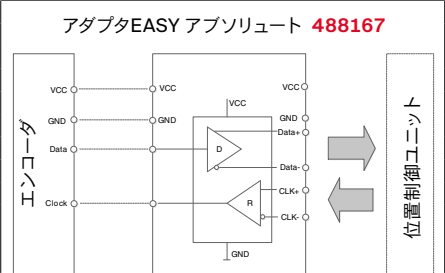 アダプタEASY アブソリュート 488167
エンコーダ
VCC
GND
Data
Clock
VCC
GND
VCC
D
R
GND
VCC
GND
Data+
Data-
CLK+
CLK-
位置制御ユニット